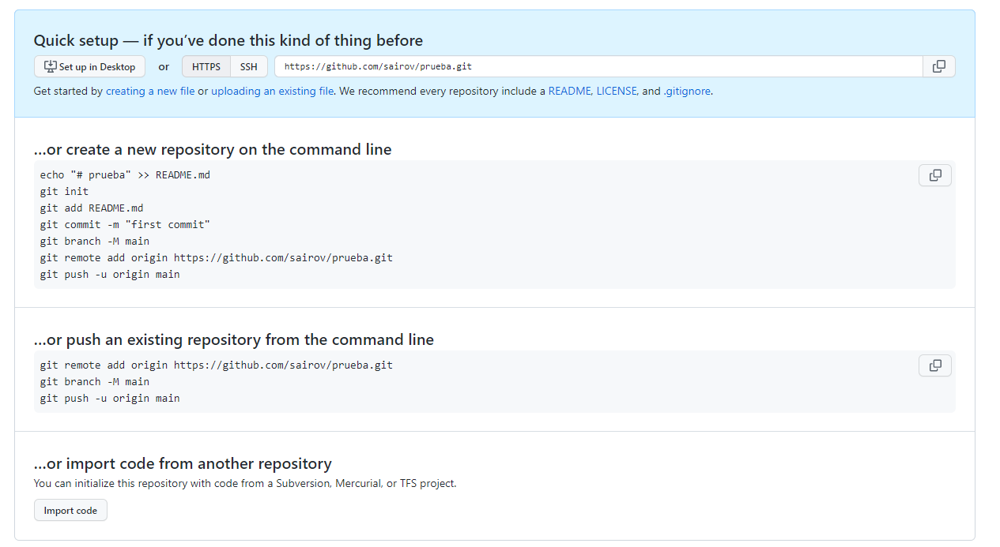 Quick setup — if you’ve done this kind of thing before
Set up in Desktop or HTTPS SSH https://github.com/sairov/prueba.git
Get started by creating a new file or uploading an existing file. We recommend every repository include a README, LICENSE, and .gitignore.
…or create a new repository on the command line
echo "# prueba" >> README.md
git init
git add README.md
git commit -m "first commit"
git branch -M main
git remote add origin https://github.com/sairov/prueba.git
git push -u origin main
…or push an existing repository from the command line
git remote add origin https://github.com/sairov/prueba.git
git branch -M main
git push -u origin main
…or import code from another repository
You can initialize this repository with code from a Subversion, Mercurial, or TFS project.
Import code